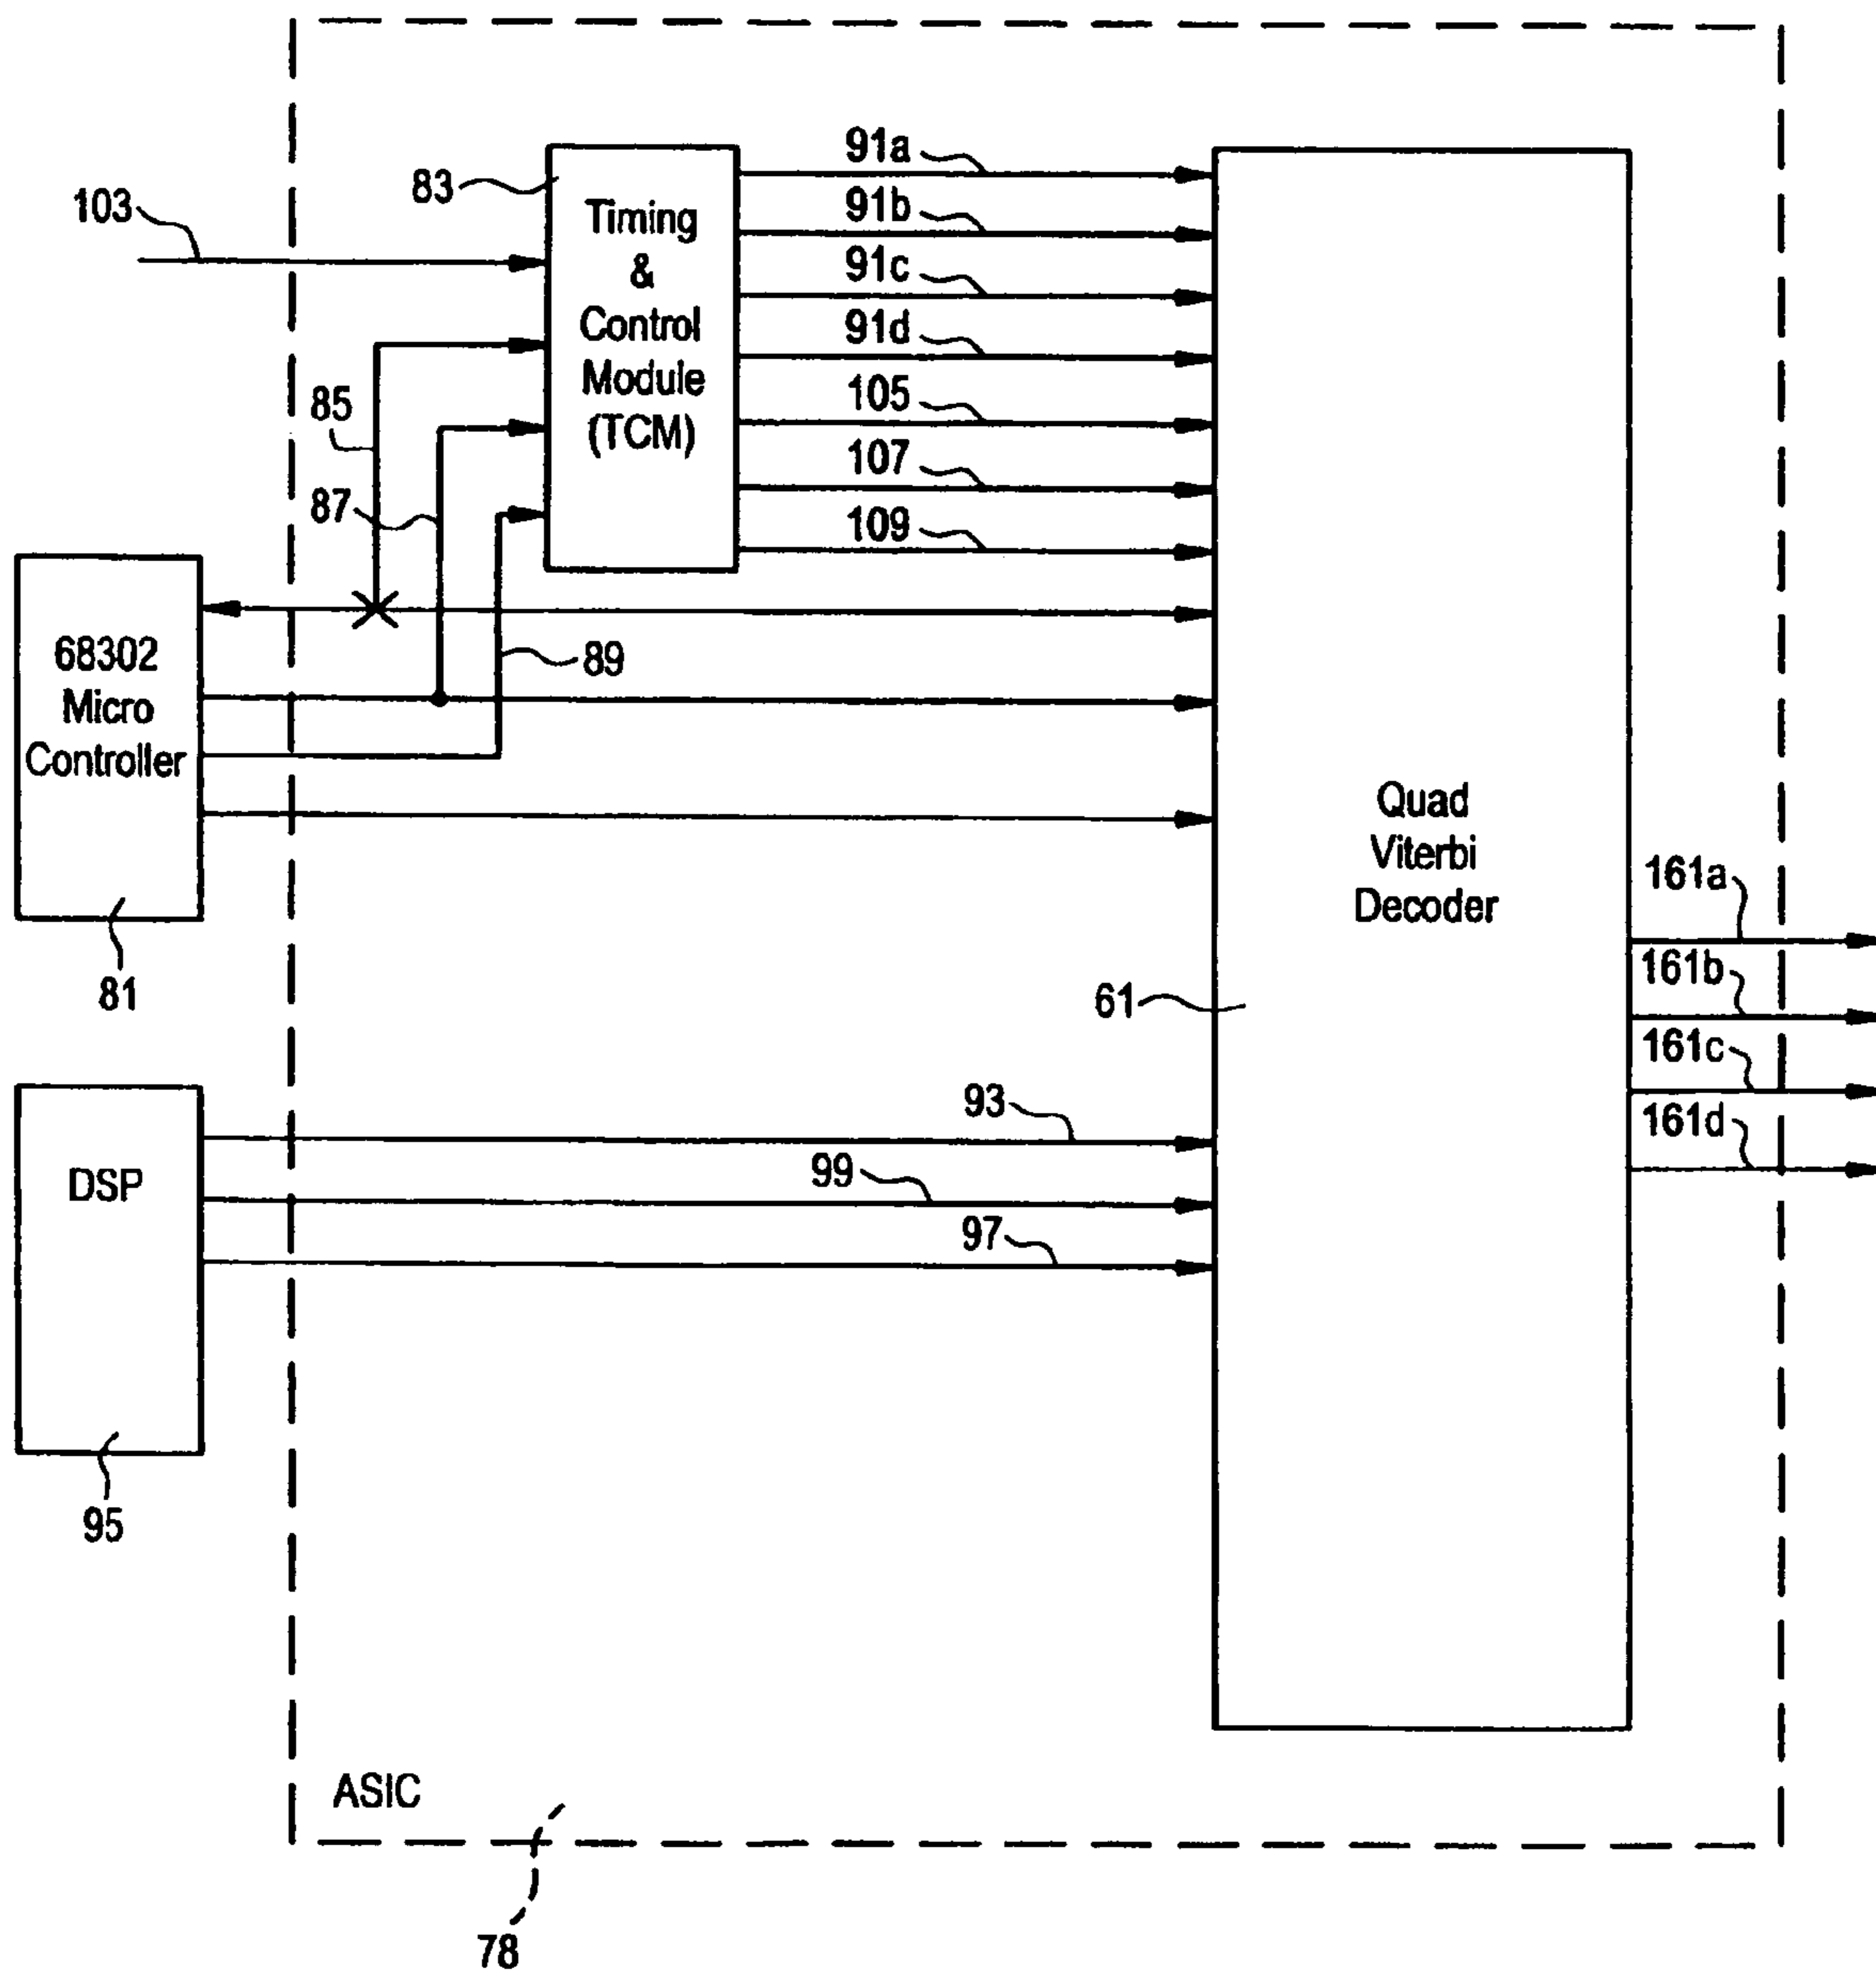 91a
83
Timing
91b
103
&
91c
Control
91d
Module
85
105
(TCM)
107
87
109
68302
89
Micro
Controller
Quad
Viterbi
161a
Decoder
161b
81
61
161c
93
161d
DSP
99
97
95
ASIC
78